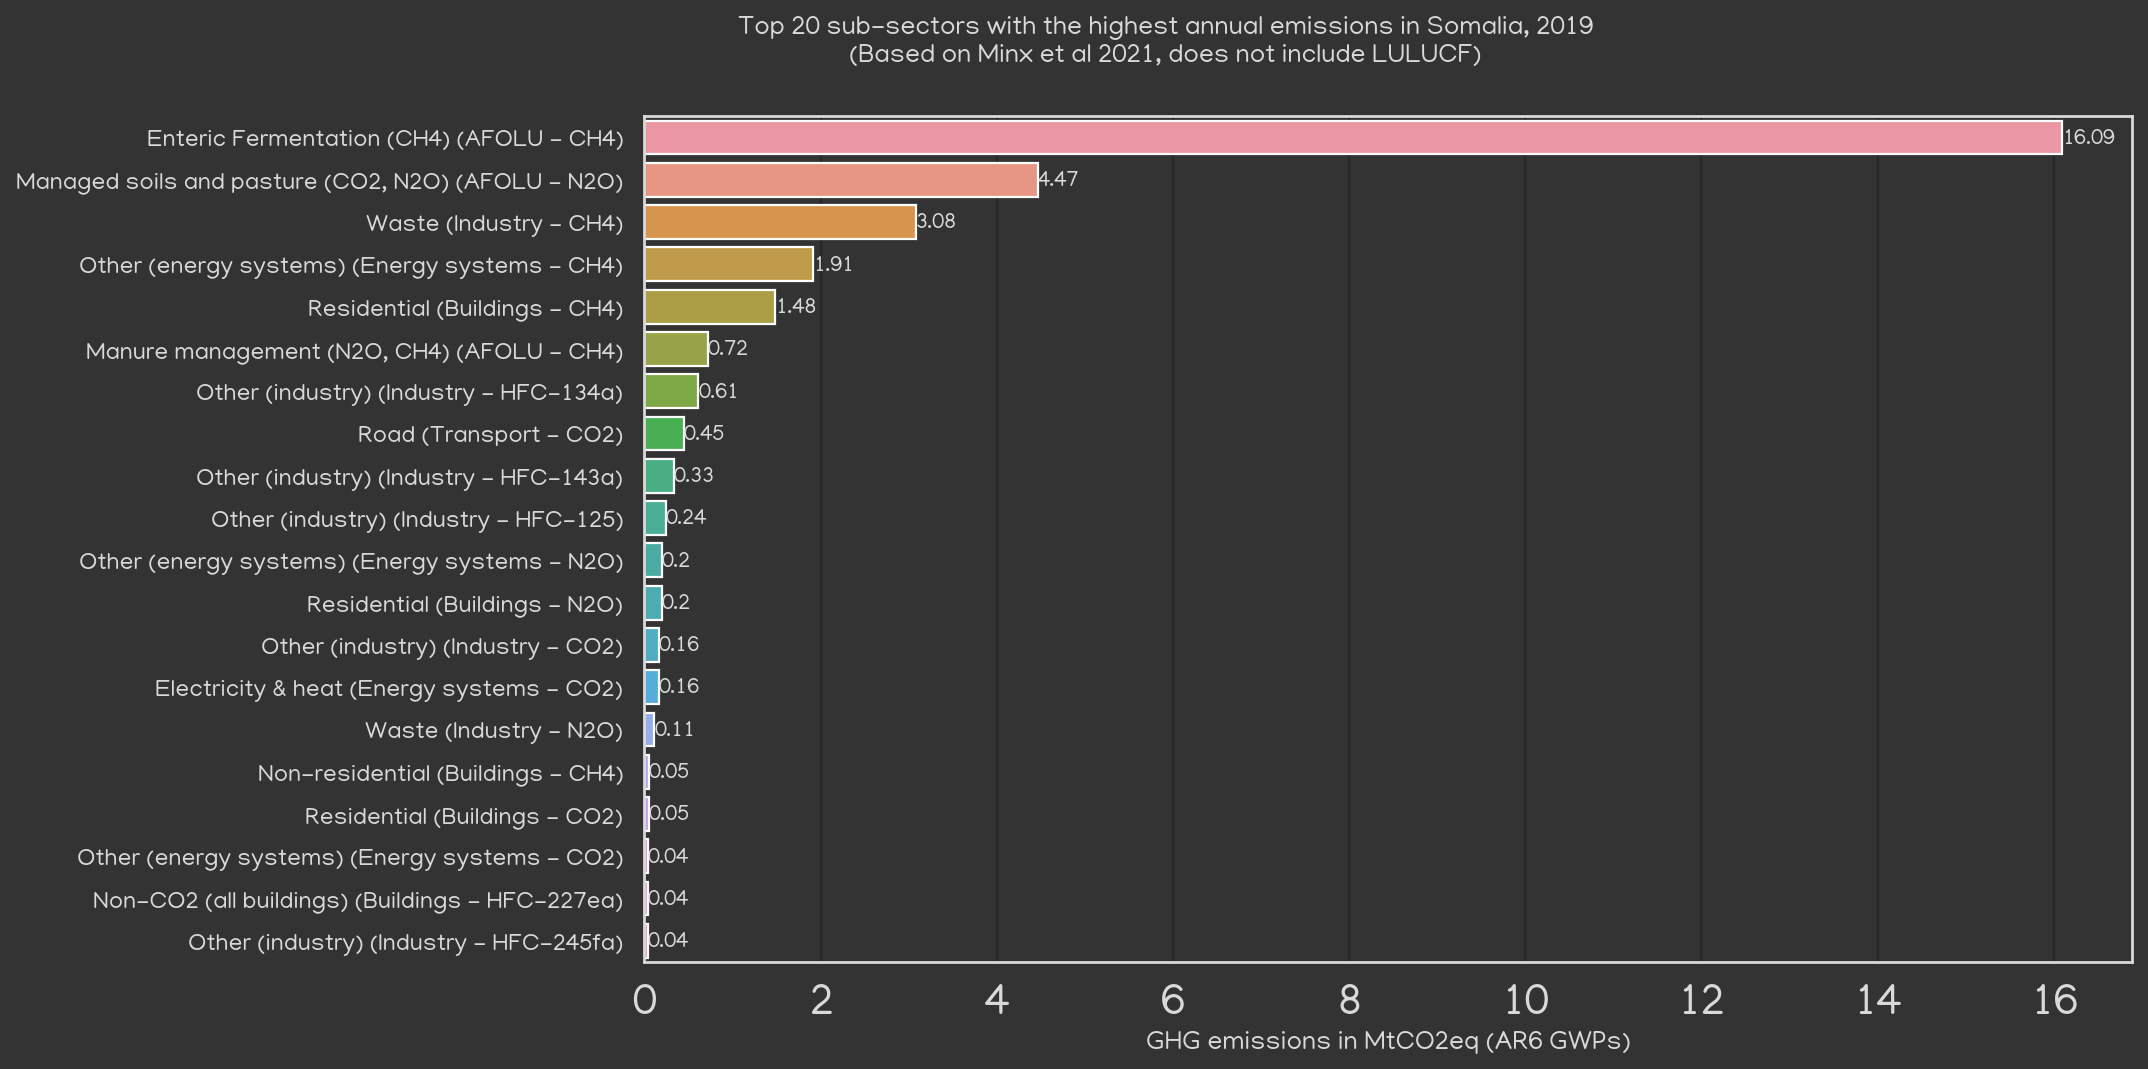 Top 20 sub-sectors with the highest annual emissions in Somalia, 2019
(Based on Minx et al 2021, does not include LULUCF)
Enteric Fermentation (CH4) (AFOLU - CH4) 16.09
Managed soils and pasture (CO2, N2O) (AFOLU - N2O) 4.47
Waste (Industry - CH4) 3.08
Other (energy systems) (Energy systems - CH4) 1.91
Residential (Buildings - CH4) 1.48
Manure management (N2O, CH4) (AFOLU - CH4) 0.72
Other (industry) (Industry - HFC-134a) 0.61
Road (Transport - CO2) 0.45
Other (industry) (Industry - HFC-143a) 0.33
Other (industry) (Industry - HFC-125) 0.24
Other (energy systems) (Energy systems - N2O) 0.2
Residential (Buildings - N2O) 0.2
Other (industry) (Industry - CO2) 0.16
Electricity & heat (Energy systems - CO2) 0.16
Waste (Industry - N2O) 0.11
Non-residential (Buildings - CH4) 0.05
Residential (Buildings - CO2) 0.05
Other (energy systems) (Energy systems - CO2) 0.04
Non-CO2 (all buildings) (Buildings - HFC-227ea) 0.04
Other (industry) (Industry - HFC-245fa) 0.04
0 2 4 6 8 10 12 14 16
GHG emissions in MtCO2eq (AR6 GWPs)